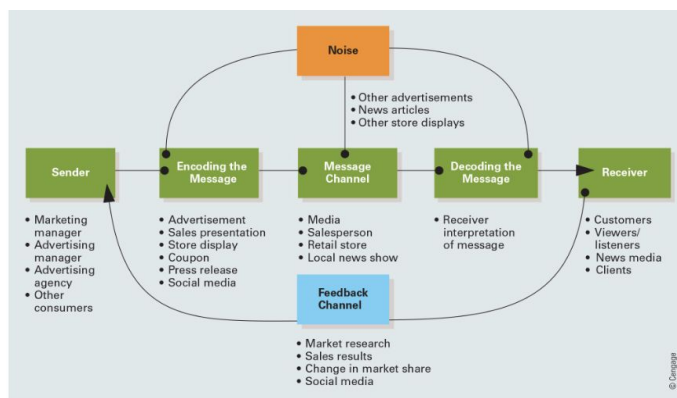 Noise
• Other advertisements
• News articles
• Other store displays
Sender
Encoding the
Message
Message
Channel
Decoding the
Message
Receiver
• Marketing
manager
• Advertising
manager
• Advertising
agency
• Other
consumers
• Advertisement
• Sales presentation
• Store display
• Coupon
• Press release
• Social media
• Media
• Salesperson
• Retail store
• Local news show
• Receiver
interpretation
of message
• Customers
• Viewers/
listeners
• News media
• Clients
Feedback
Channel
• Market research
• Sales results
• Change in market share
• Social media
© Cengage